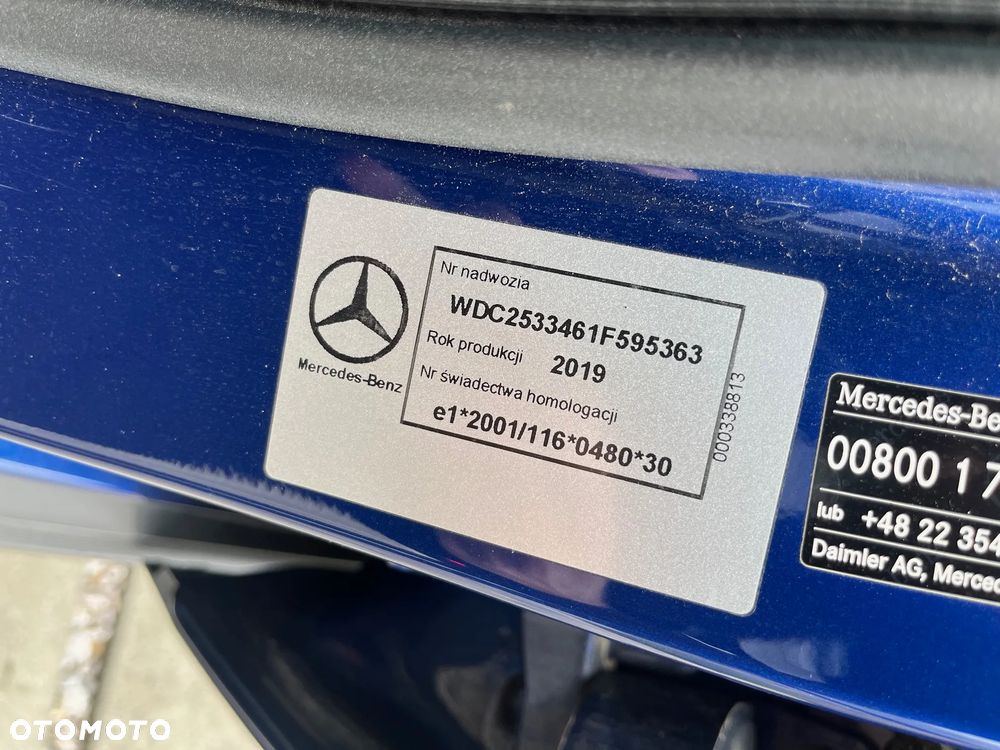 Nr nadwozia
WDC2533461F595363
Rok produkcji 2019
Nr świadectwa homologacji
e1*2001/116*0480*30
000338813
Mercedes-Benz
Mercedes-Be
00800 1 7
lub +48 22 354
Daimler AG, Merced
OTOMOTO